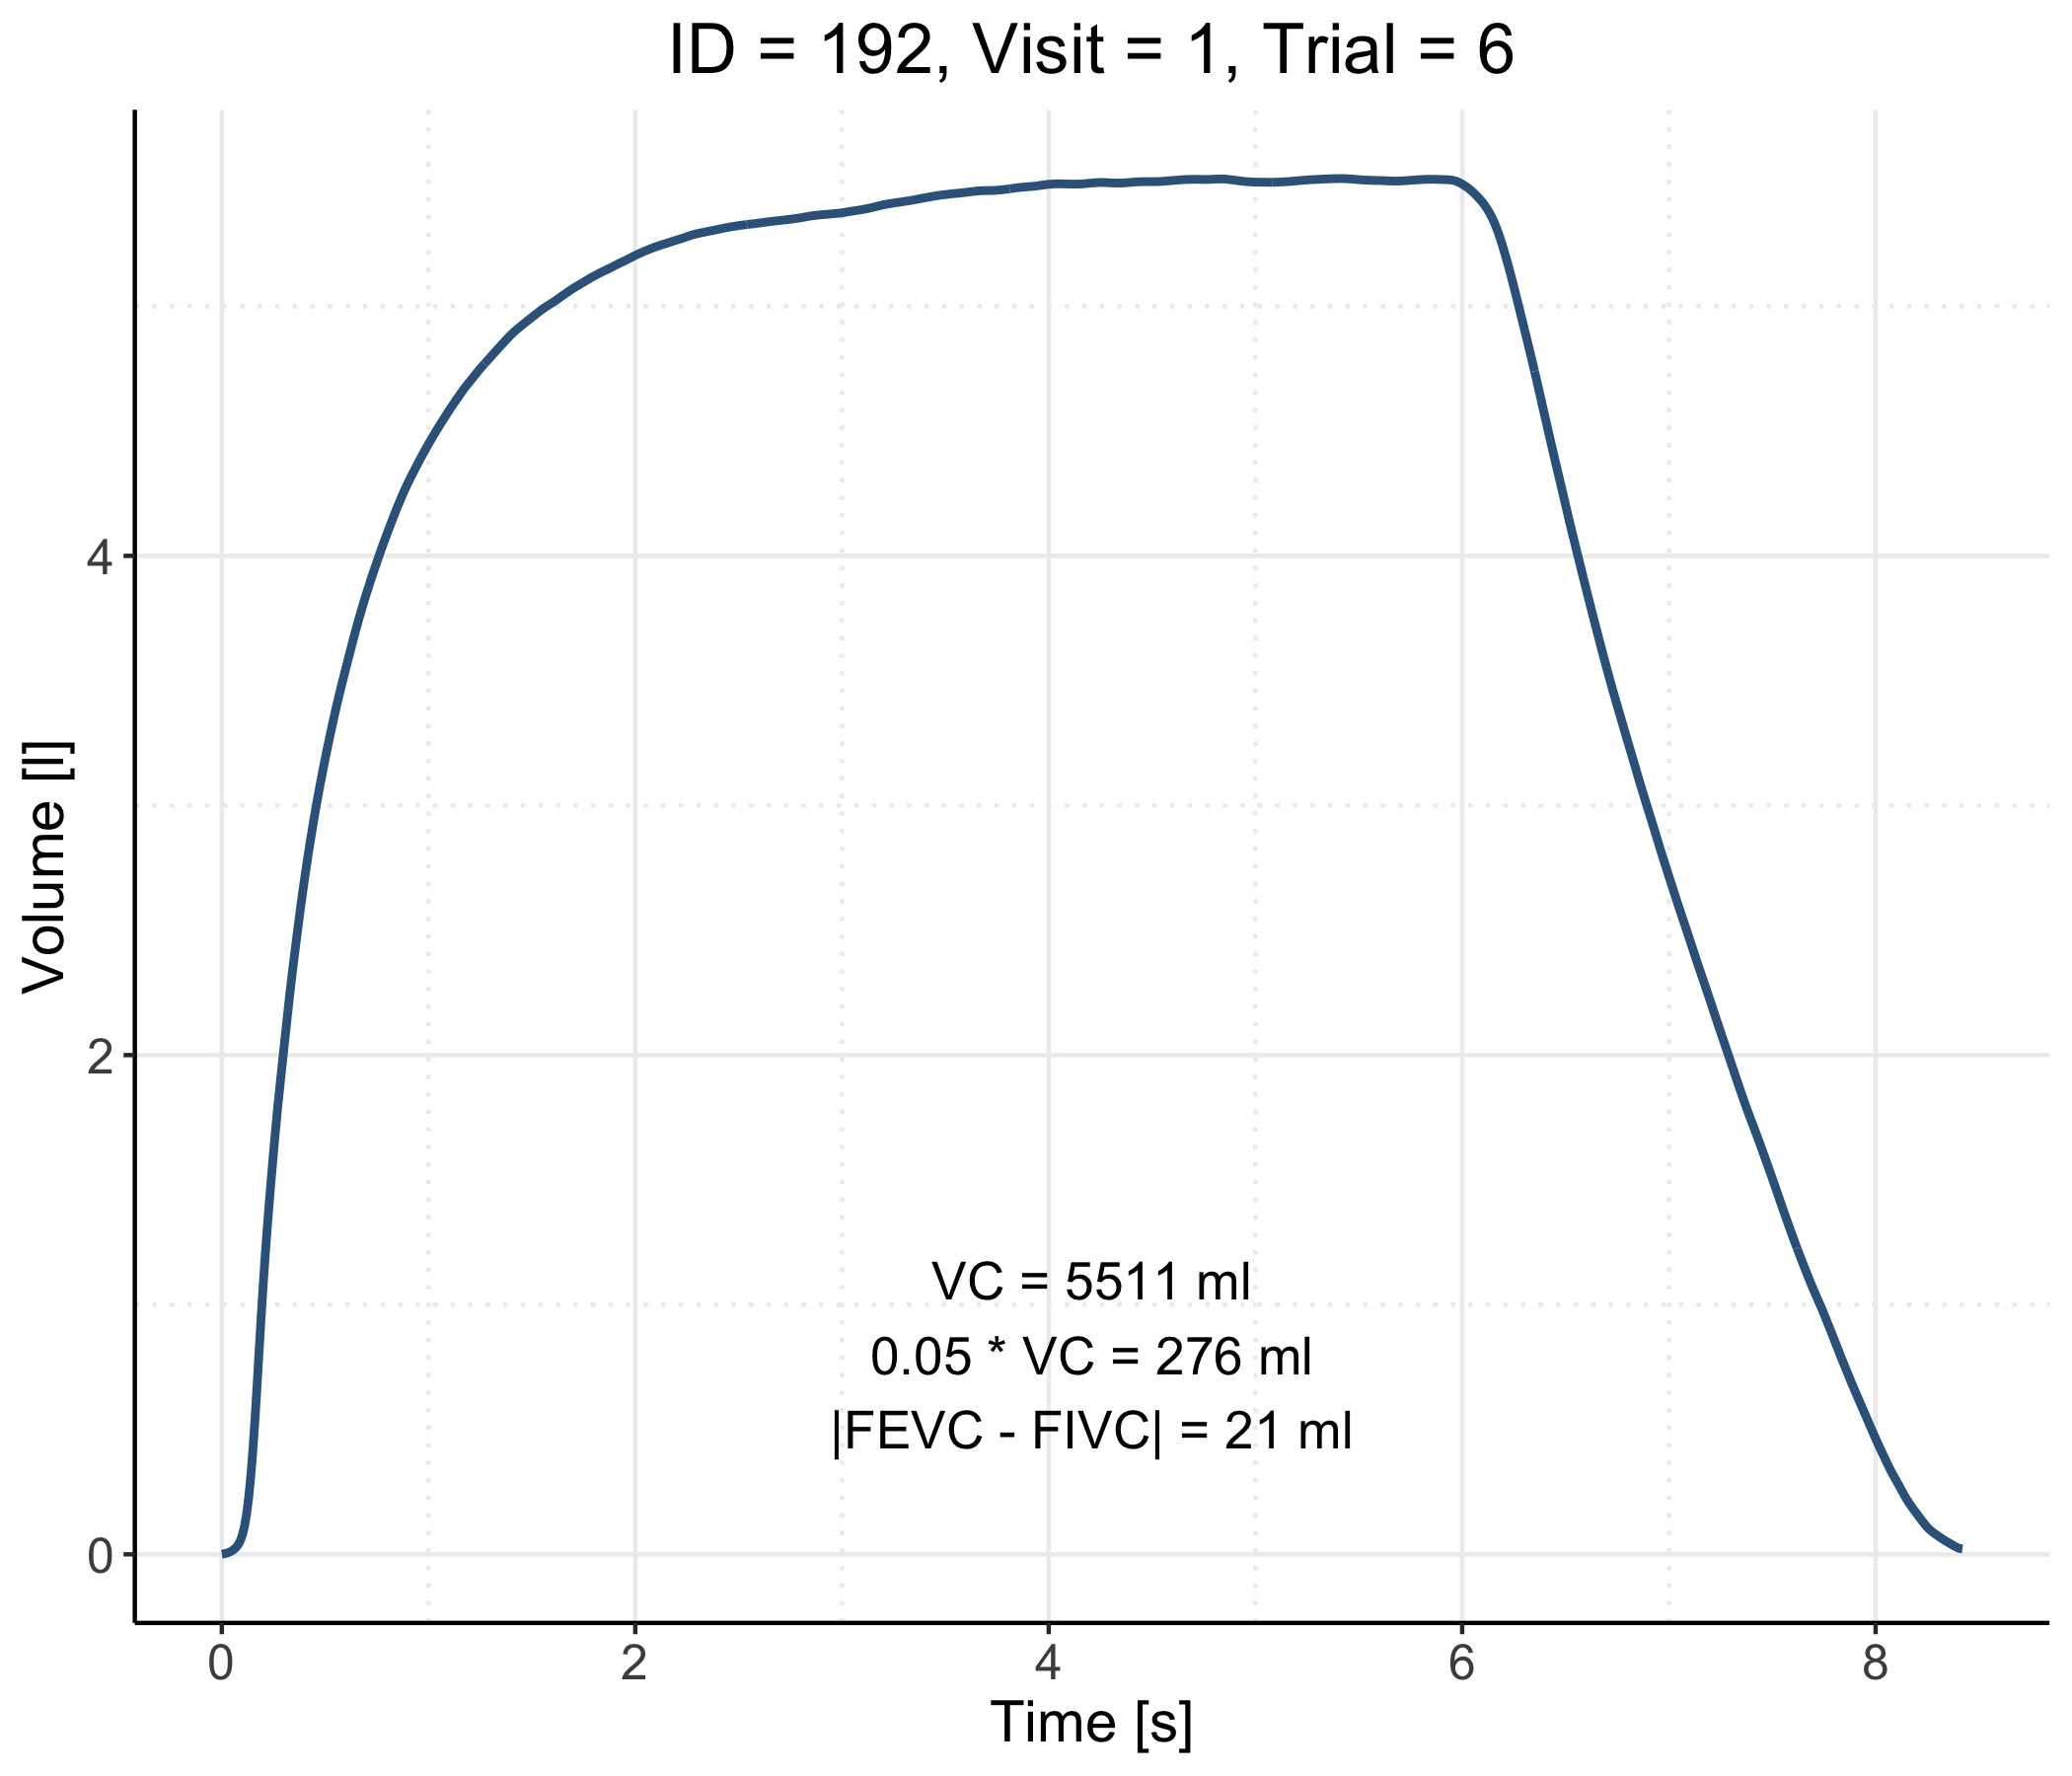 ID = 192, Visit = 1, Trial = 6
Volume [l]
4
2
0
VC = 5511 ml
0.05 * VC = 276 ml
|FEVC - FIVC| = 21 ml
0 2 4 6 8
Time [s]